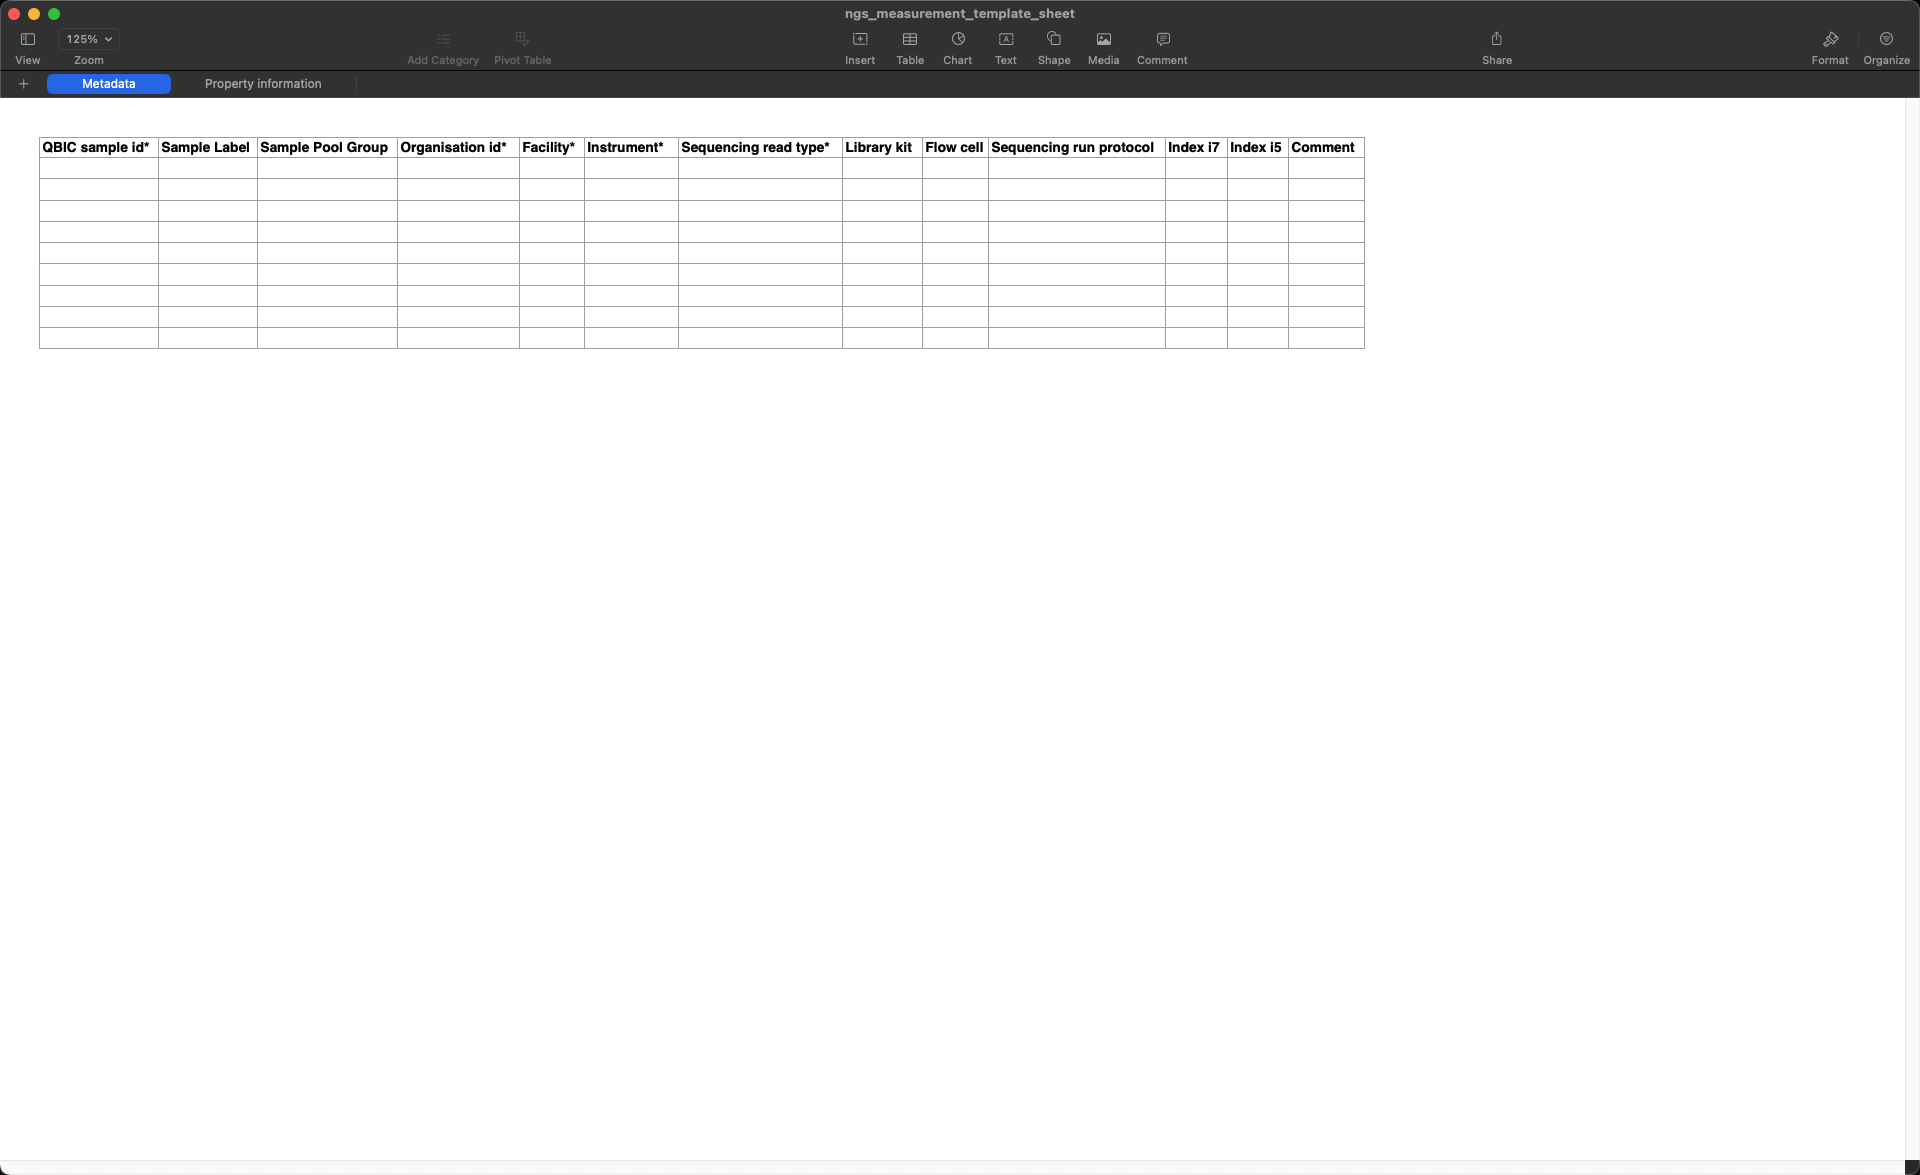 ngs_measurement_template_sheet
125%
View Zoom Add Category Pivot Table Insert Table Chart Text Shape Media Comment Share Format Organize
+ Metadata Property information
QBIC sample id* Sample Label Sample Pool Group Organisation id* Facility* Instrument* Sequencing read type* Library kit Flow cell Sequencing run protocol Index i7 Index i5 Comment